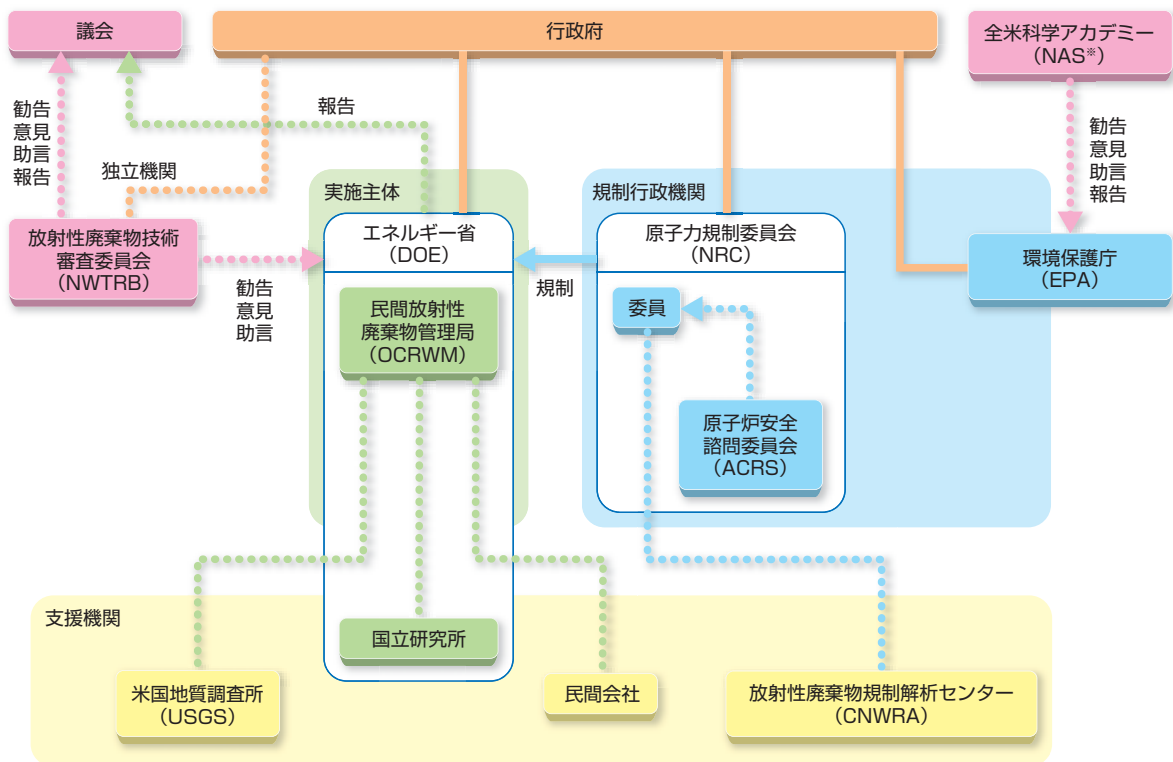 議会
行政府
全米科学アカデミー
（NAS※）
勧告
意見
助言
報告
報告
独立機関
勧告
意見
助言
報告
実施主体
規制行政機関
放射性廃棄物技術
審査委員会
（NWTRB）
勧告
意見
助言
エネルギー省
（DOE）
規制
原子力規制委員会
（NRC）
環境保護庁
（EPA）
民間放射性
廃棄物管理局
（OCRWM）
委員
原子炉安全
諮問委員会
（ACRS）
支援機関
国立研究所
米国地質調査所
（USGS）
民間会社
放射性廃棄物規制解析センター
（CNWRA）